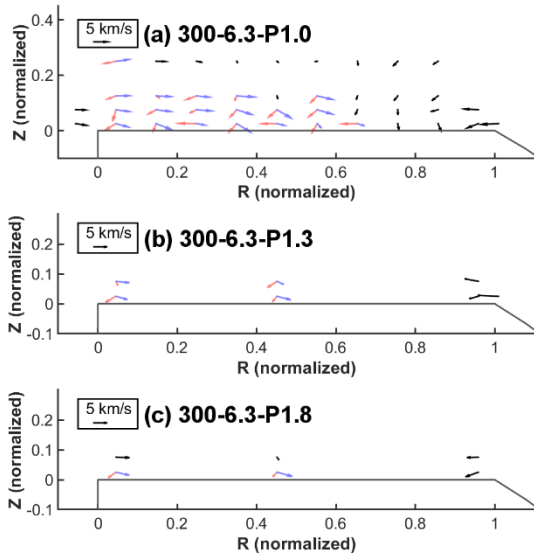 5 km/s
(a) 300-6.3-P1.0
0.4
0.2
0
Z (normalized)
0 0.2 0.4 0.6 0.8 1
R (normalized)
5 km/s
(b) 300-6.3-P1.3
0.2
0.1
0
-0.1
Z (normalized)
0 0.2 0.4 0.6 0.8 1
R (normalized)
5 km/s
(c) 300-6.3-P1.8
0.2
0.1
0
-0.1
Z (normalized)
0 0.2 0.4 0.6 0.8 1
R (normalized)